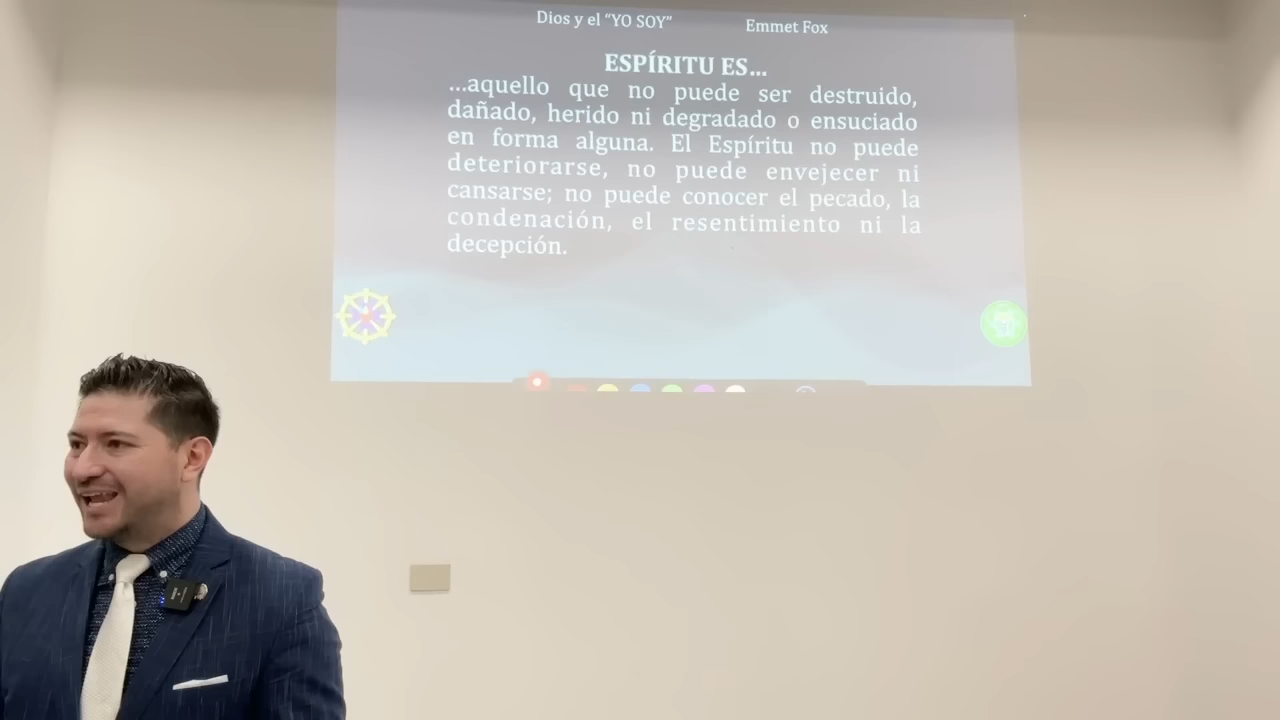 Dios y el “YO SOY” Emmet Fox
ESPÍRITU ES...
...aquello que no puede ser destruido,
dañado, herido ni degradado o ensuciado
en forma alguna. El Espíritu no puede
deteriorarse, no puede envejecer ni
cansarse; no puede conocer el pecado, la
condenación, el resentimiento ni la
decepción.